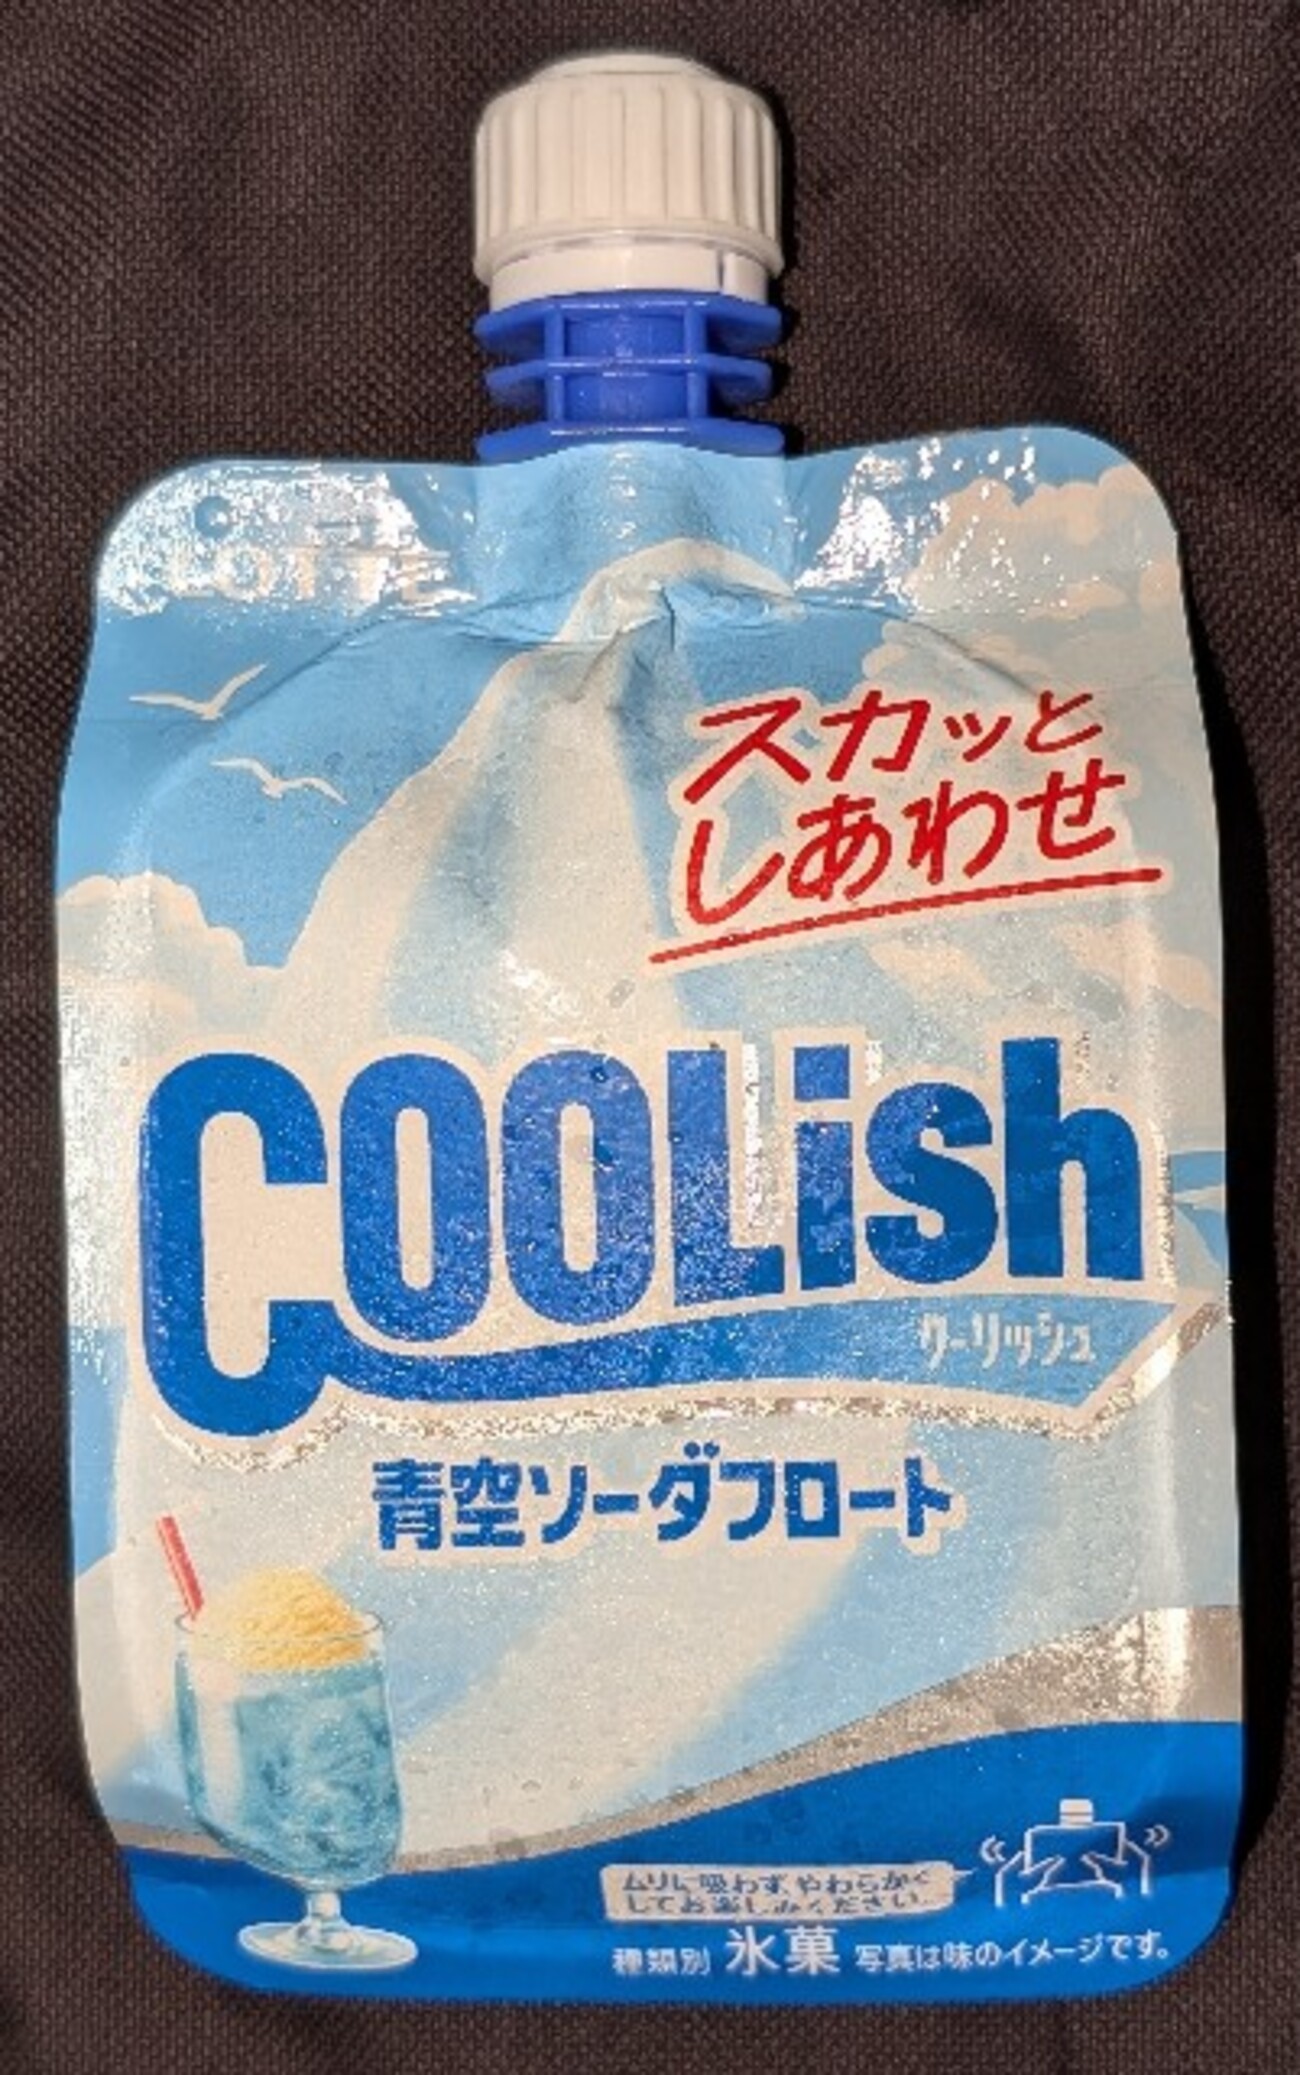 LOTTE
スカッと
しあわせ
COOLish
クーリッシュ
青空ソーダフロート
ムリに吸わず、やわらかく
してお楽しみください。
種類別 氷菓 写真は味のイメージです。